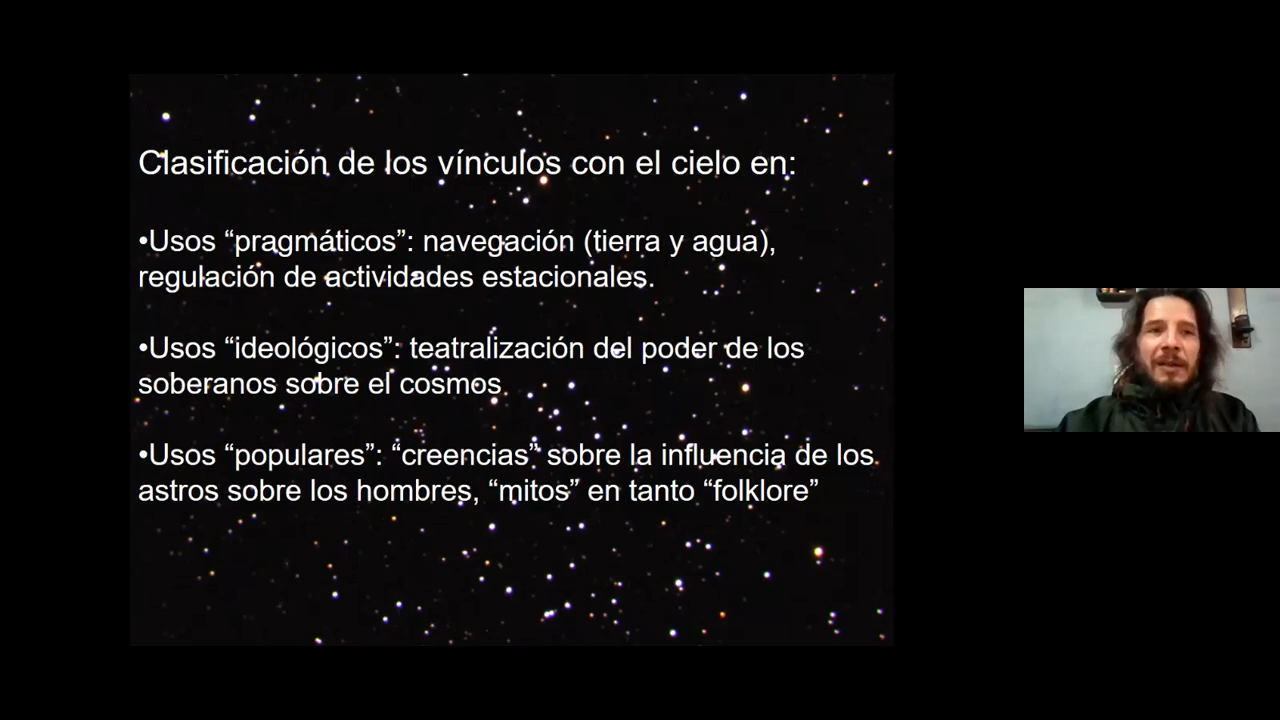 Clasificación de los vínculos con el cielo en:
•Usos “pragmáticos”: navegación (tierra y agua),
regulación de actividades estacionales.
•Usos “ideológicos”: teatralización del poder de los
soberanos sobre el cosmos
•Usos “populares”: “creencias” sobre la influencia de los
astros sobre los hombres, “mitos” en tanto “folklore”